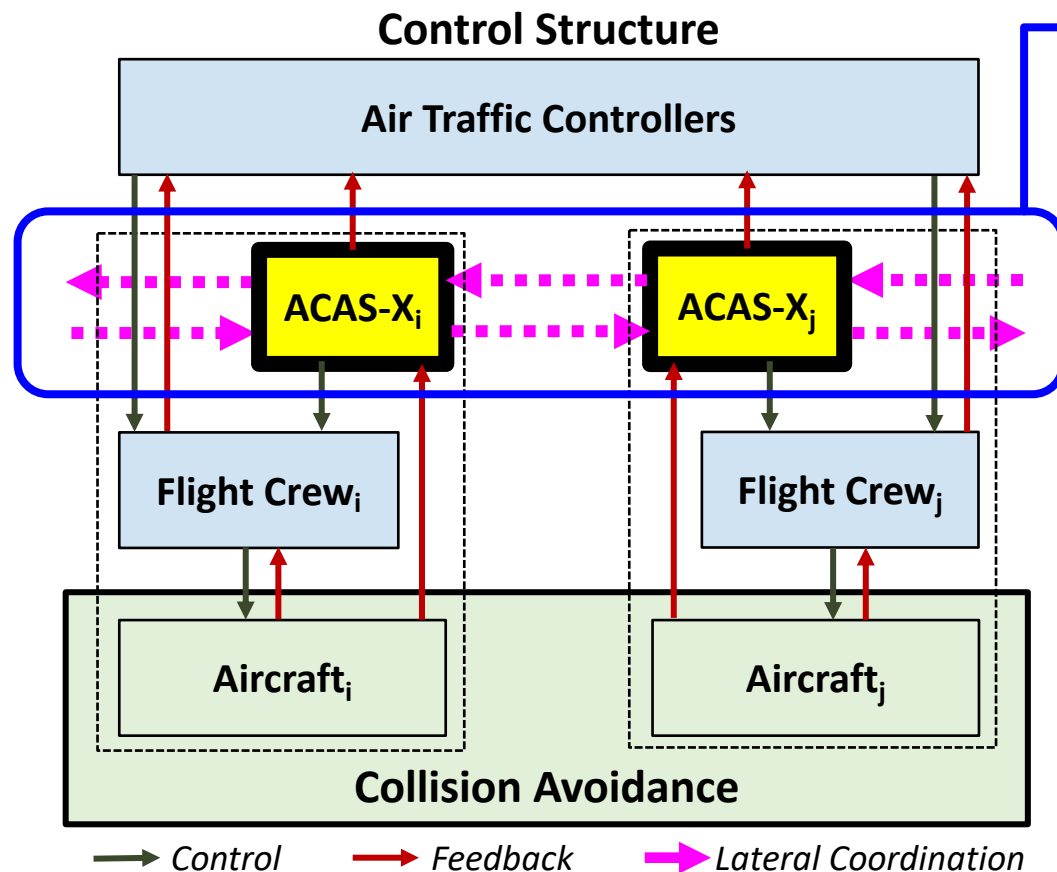 Control Structure
Air Traffic Controllers
ACAS-Xᵢ
ACAS-Xⱼ
Flight Crewᵢ
Flight Crewⱼ
Aircraftᵢ
Aircraftⱼ
Collision Avoidance
Control
Feedback
Lateral Coordination